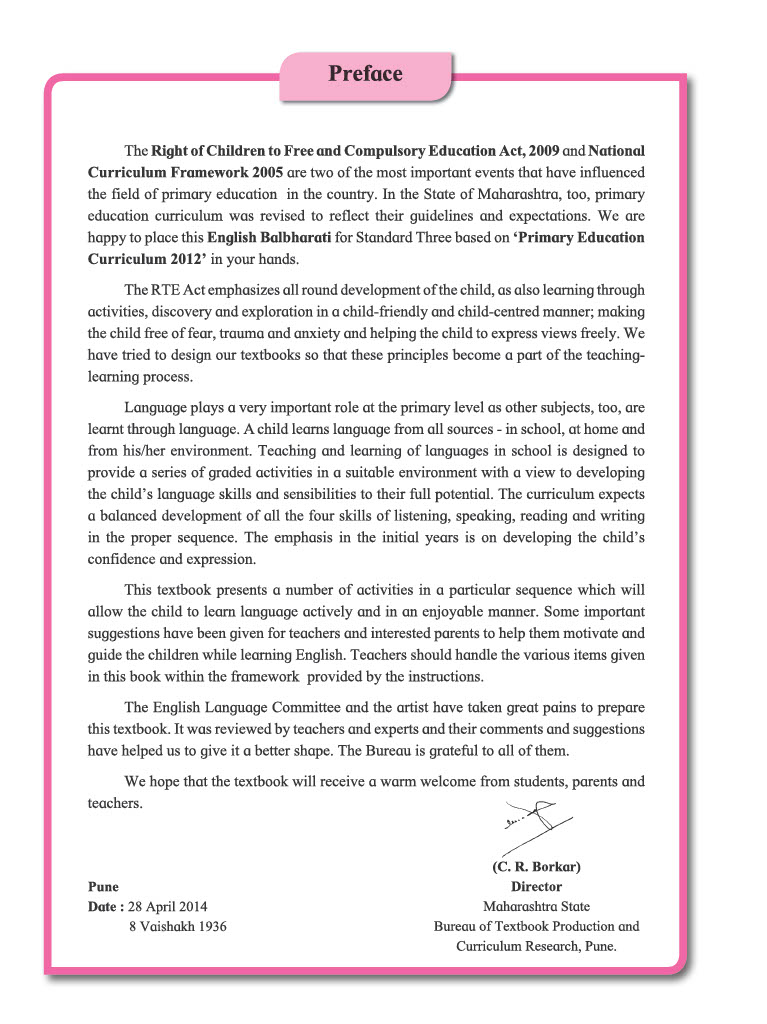 Preface
The Right of Children to Free and Compulsory Education Act, 2009 and National
Curriculum Framework 2005 are two of the most important events that have influenced
the field of primary education in the country. In the State of Maharashtra, too, primary
education curriculum was revised to reflect their guidelines and expectations. We are
happy to place this English Balbharati for Standard Three based on ‘Primary Education
Curriculum 2012’ in your hands.
The RTE Act emphasizes all round development of the child, as also learning through
activities, discovery and exploration in a child-friendly and child-centred manner; making
the child free of fear, trauma and anxiety and helping the child to express views freely. We
have tried to design our textbooks so that these principles become a part of the teaching-
learning process.
Language plays a very important role at the primary level as other subjects, too, are
learnt through language. A child learns language from all sources - in school, at home and
from his/her environment. Teaching and learning of languages in school is designed to
provide a series of graded activities in a suitable environment with a view to developing
the child’s language skills and sensibilities to their full potential. The curriculum expects
a balanced development of all the four skills of listening, speaking, reading and writing
in the proper sequence. The emphasis in the initial years is on developing the child’s
confidence and expression.
This textbook presents a number of activities in a particular sequence which will
allow the child to learn language actively and in an enjoyable manner. Some important
suggestions have been given for teachers and interested parents to help them motivate and
guide the children while learning English. Teachers should handle the various items given
in this book within the framework provided by the instructions.
The English Language Committee and the artist have taken great pains to prepare
this textbook. It was reviewed by teachers and experts and their comments and suggestions
have helped us to give it a better shape. The Bureau is grateful to all of them.
We hope that the textbook will receive a warm welcome from students, parents and
teachers.
(C. R. Borkar)
Pune
Director
Date : 28 April 2014
Maharashtra State
8 Vaishakh 1936
Bureau of Textbook Production and
Curriculum Research, Pune.